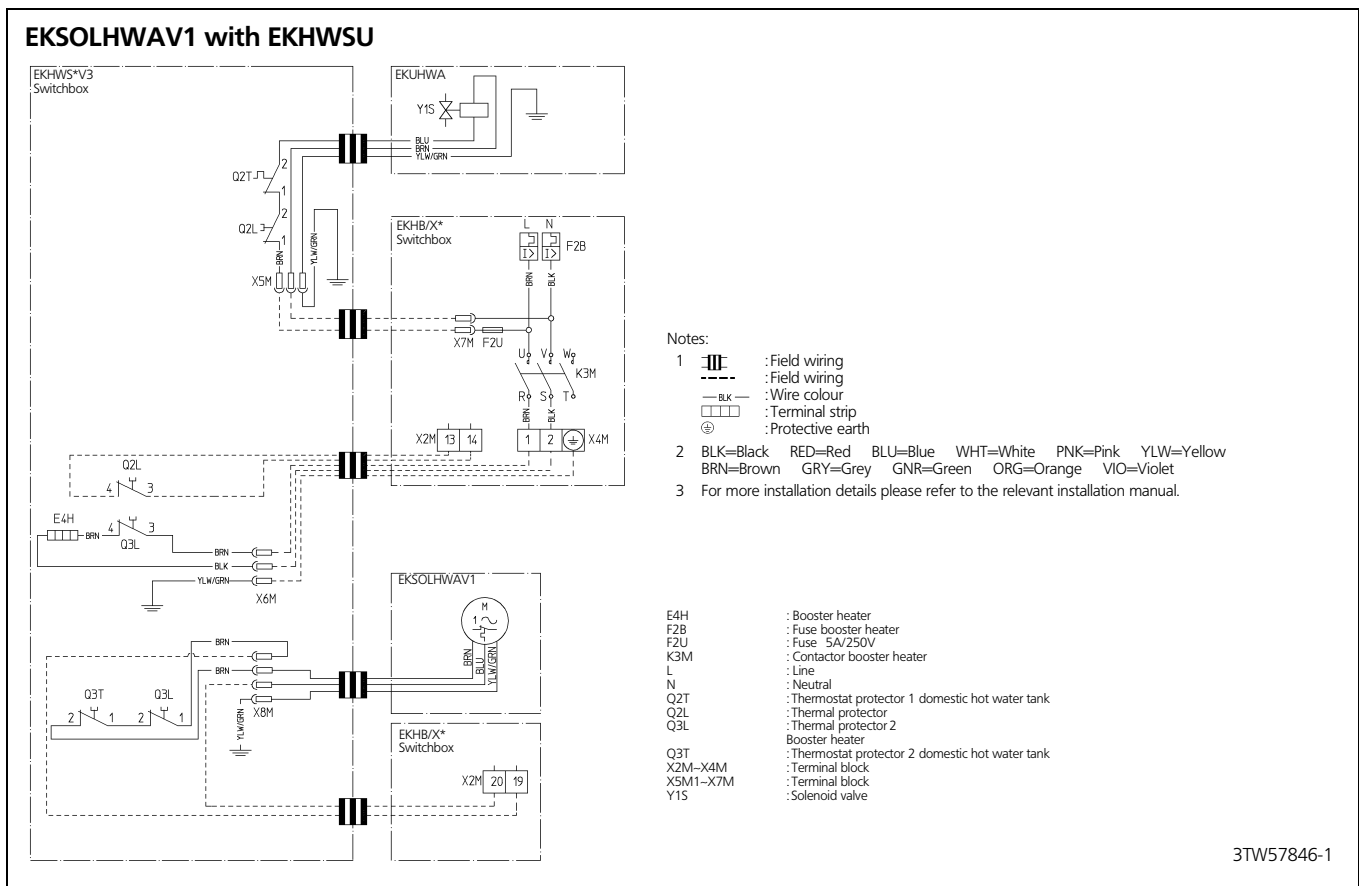 EKSOLHWAV1 with EKHWSU
EKHWS*V3
Switchbox
EKUHWA
Y1S
BLU
BRN
YLW/GRN
2
Q2T
1
2
Q2L
1
BRN
YLW/GRN
X5M
EKHB/X*
Switchbox
L N
I> I> F2B
BRN BLK
X7M F2U
U V W
K3M
R S T
BRN BLK
X2M 13 14
1 2 X4M
Q2L
4 3
E4H
BRN 4 3
Q3L
BRN
BLK
YLW/GRN
X6M
EKSOLHWAV1
M
1
BRN BLU YLW/GRN
BRN
BRN
X8M
YLW/GRN
Q3T Q3L
2 1 2 1
EKHB/X*
Switchbox
X2M 20 19
Notes:
1 : Field wiring
: Field wiring
BLK : Wire colour
: Terminal strip
: Protective earth
2 BLK=Black RED=Red BLU=Blue WHT=White PNK=Pink YLW=Yellow
BRN=Brown GRY=Grey GNR=Green ORG=Orange VIO=Violet
3 For more installation details please refer to the relevant installation manual.
E4H : Booster heater
F2B : Fuse booster heater
F2U : Fuse 5A/250V
K3M : Contactor booster heater
L : Line
N : Neutral
Q2T : Thermostat protector 1 domestic hot water tank
Q2L : Thermal protector
Q3L : Thermal protector 2
Booster heater
Q3T : Thermostat protector 2 domestic hot water tank
X2M~X4M : Terminal block
X5M1~X7M : Terminal block
Y1S : Solenoid valve
3TW57846-1